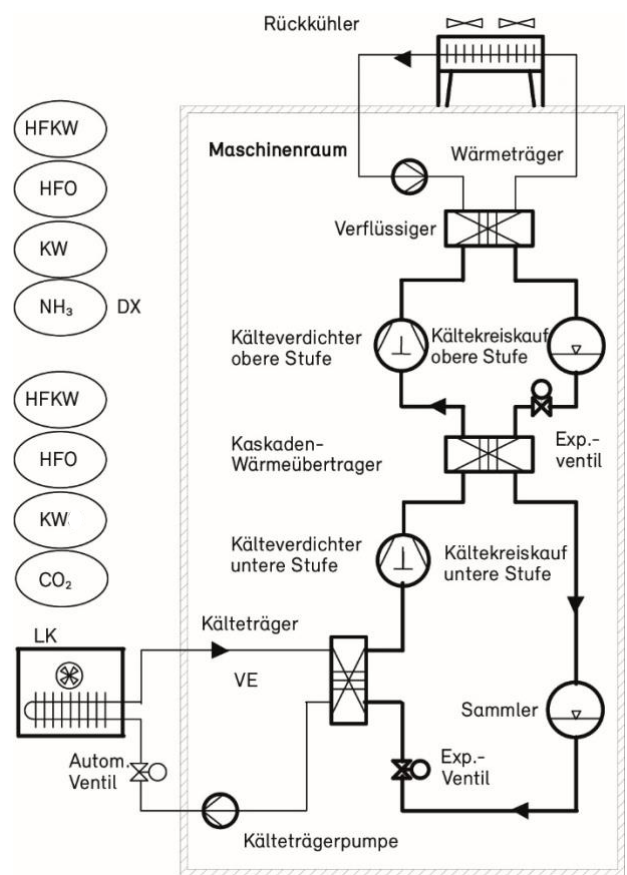 Rückkühler
HFKW
Maschinenraum
Wärmeträger
HFO
Verflüssiger
KW
NH₃ DX
Kälteverdichter
obere Stufe
Kältekreiskauf
obere Stufe
HFKW
Exp.-
ventil
Kaskaden-
Wärmeübertrager
HFO
KW
Kälteverdichter
untere Stufe
Kältekreiskauf
untere Stufe
CO₂
Kälteträger
LK
VE
Sammler
Autom.
Ventil
Exp.-
Ventil
Kälteträgerpumpe